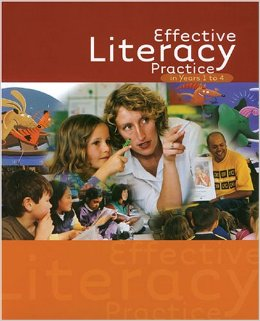 Effective
Literacy
Practice
in Years 1 to 4
Effective
Literacy
Practice